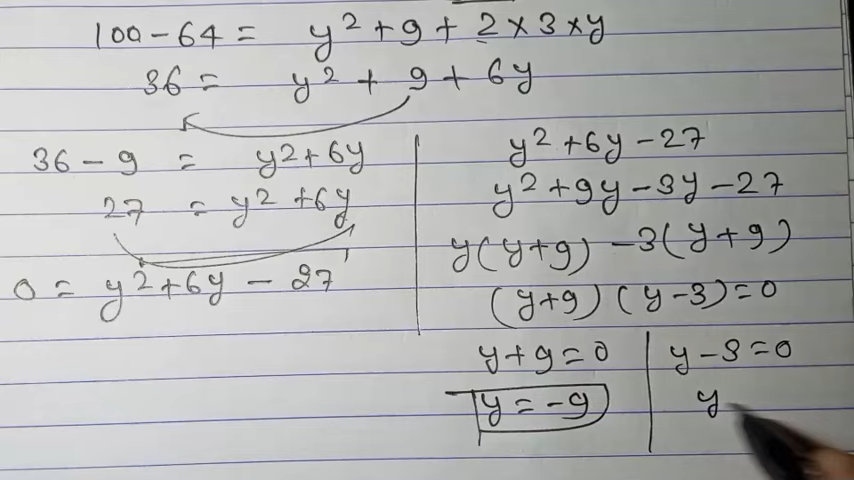 100 - 64 = y² + 9 + 2 × 3 × y
36 = y² + 9 + 6y
36 - 9 = y² + 6y
27 = y² + 6y
0 = y² + 6y - 27
y² + 6y - 27
y² + 9y - 3y - 27
y(y + 9) - 3(y + 9)
(y + 9)(y - 3) = 0
y + 9 = 0
y = -9
y - 3 = 0
y